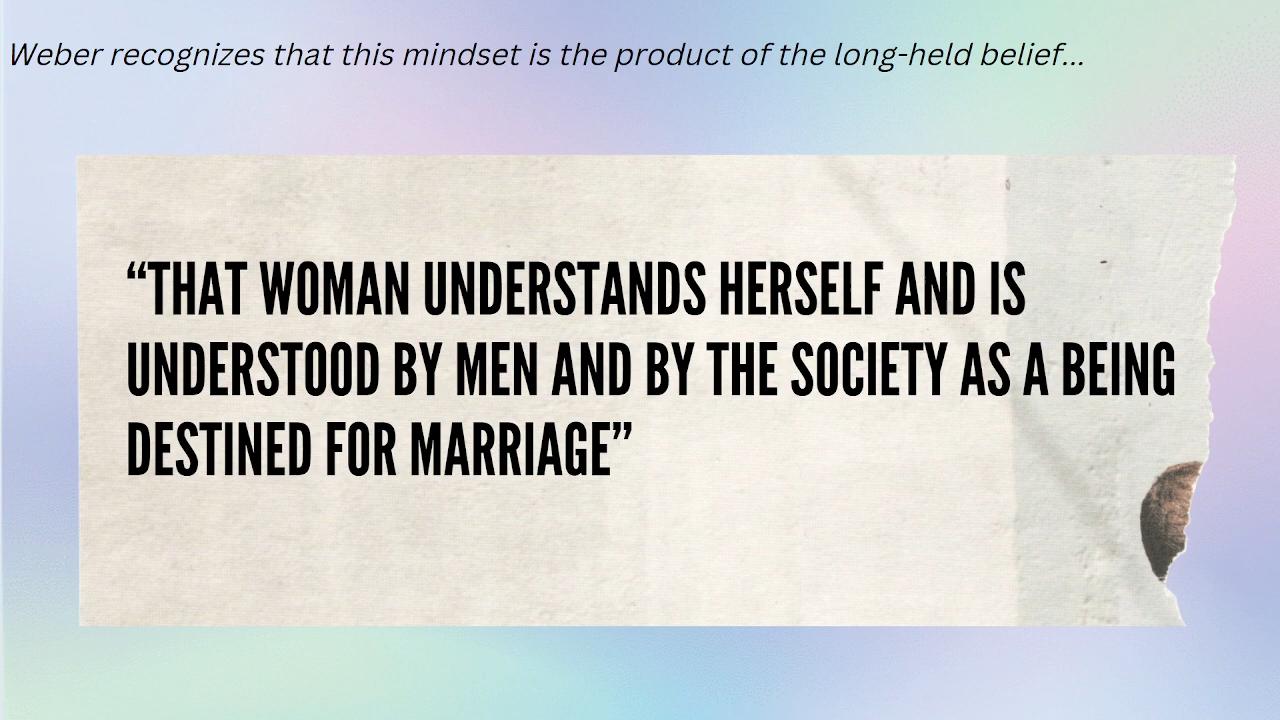 Weber recognizes that this mindset is the product of the long-held belief...
“THAT WOMAN UNDERSTANDS HERSELF AND IS
UNDERSTOOD BY MEN AND BY THE SOCIETY AS A BEING
DESTINED FOR MARRIAGE”